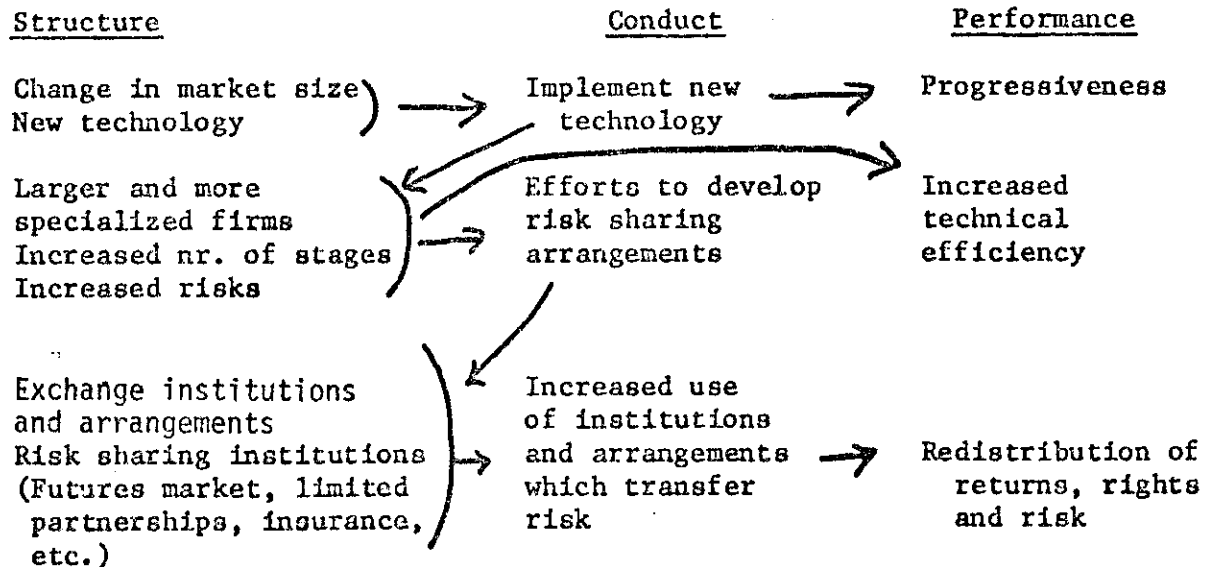 Structure
Conduct
Performance
Change in market size
New technology
Implement new
technology
Progressiveness
Larger and more
specialized firms
Increased nr. of stages
Increased risks
Efforts to develop
risk sharing
arrangements
Increased
technical
efficiency
Exchange institutions
and arrangements
Risk sharing institutions
(Futures market, limited
partnerships, insurance,
etc.)
Increased use
of institutions
and arrangements
which transfer
risk
Redistribution of
returns, rights
and risk